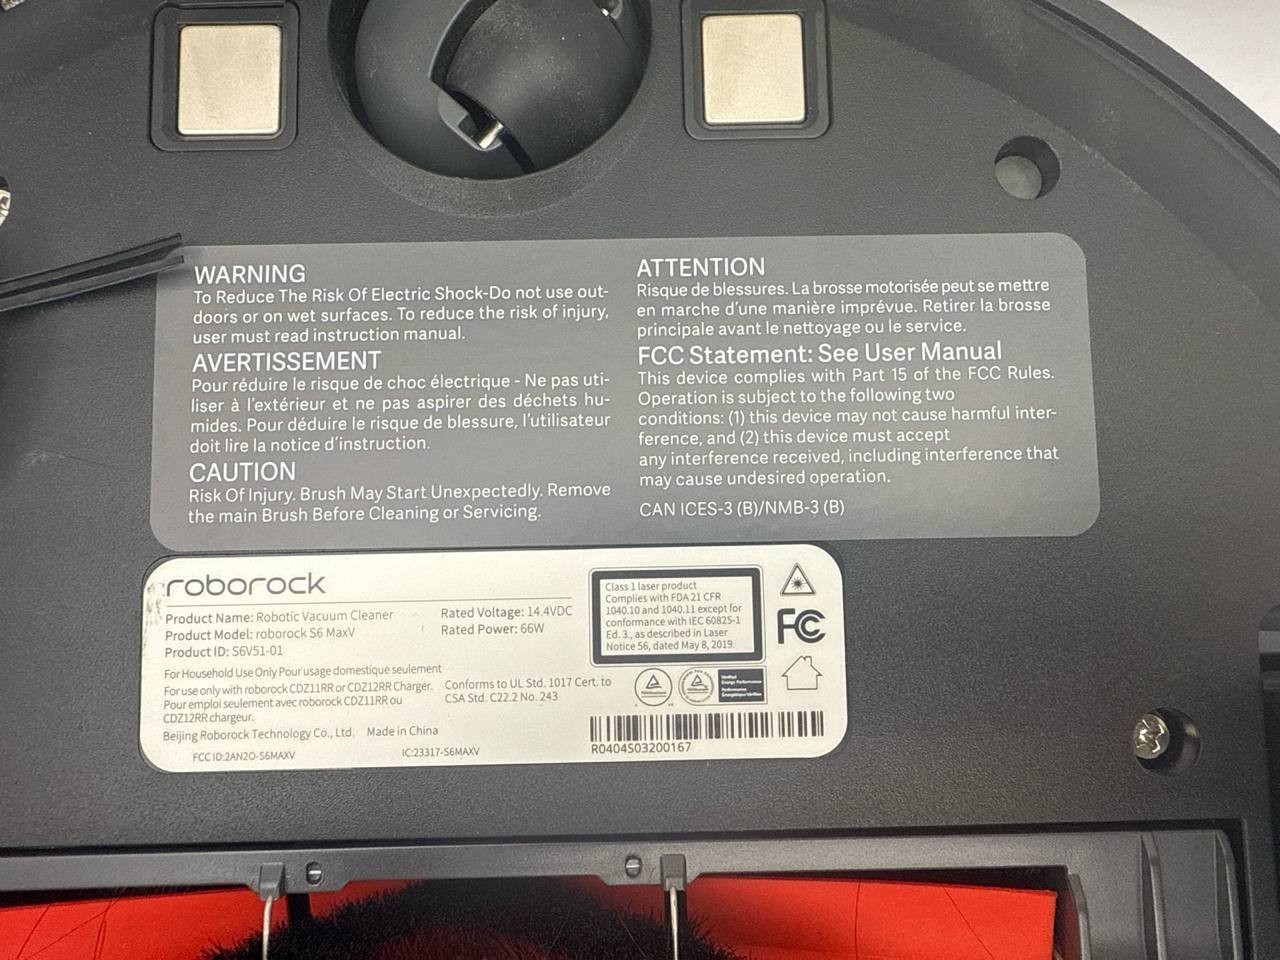 WARNING
To Reduce The Risk Of Electric Shock-Do not use out-
doors or on wet surfaces. To reduce the risk of injury,
user must read instruction manual.
AVERTISSEMENT
Pour réduire le risque de choc électrique - Ne pas uti-
liser à l'extérieur et ne pas aspirer des déchets hu-
mides. Pour déduire le risque de blessure, l'utilisateur
doit lire la notice d'instruction.
CAUTION
Risk Of Injury. Brush May Start Unexpectedly. Remove
the main Brush Before Cleaning or Servicing.
ATTENTION
Risque de blessures. La brosse motorisée peut se mettre
en marche d'une manière imprévue. Retirer la brosse
principale avant le nettoyage ou le service.
FCC Statement: See User Manual
This device complies with Part 15 of the FCC Rules.
Operation is subject to the following two
conditions: (1) this device may not cause harmful inter-
ference, and (2) this device must accept
any interference received, including interference that
may cause undesired operation.
CAN ICES-3 (B)/NMB-3 (B)
roborock
Product Name: Robotic Vacuum Cleaner
Product Model: roborock S6 MaxV
Product ID: S6V51-01
Rated Voltage: 14.4VDC
Rated Power: 66W
For Household Use Only Pour usage domestique seulement
For use only with roborock CDZ11RR or CDZ12RR Charger.
Pour emploi seulement avec roborock CDZ11RR ou
CDZ12RR chargeur.
Conforms to UL Std. 1017 Cert. to
CSA Std. C22.2 No. 243
Beijing Roborock Technology Co., Ltd. Made in China
FCC ID:2AN2O-S6MAXV
IC:23317-S6MAXV
Class 1 laser product
Complies with FDA 21 CFR
1040.10 and 1040.11 except for
conformance with IEC 60825-1
Ed. 3., as described in Laser
Notice 56, dated May 8, 2019.
FC
Verified
Energy Performance
Performance
Énergétique Vérifiée
R0404S03200167